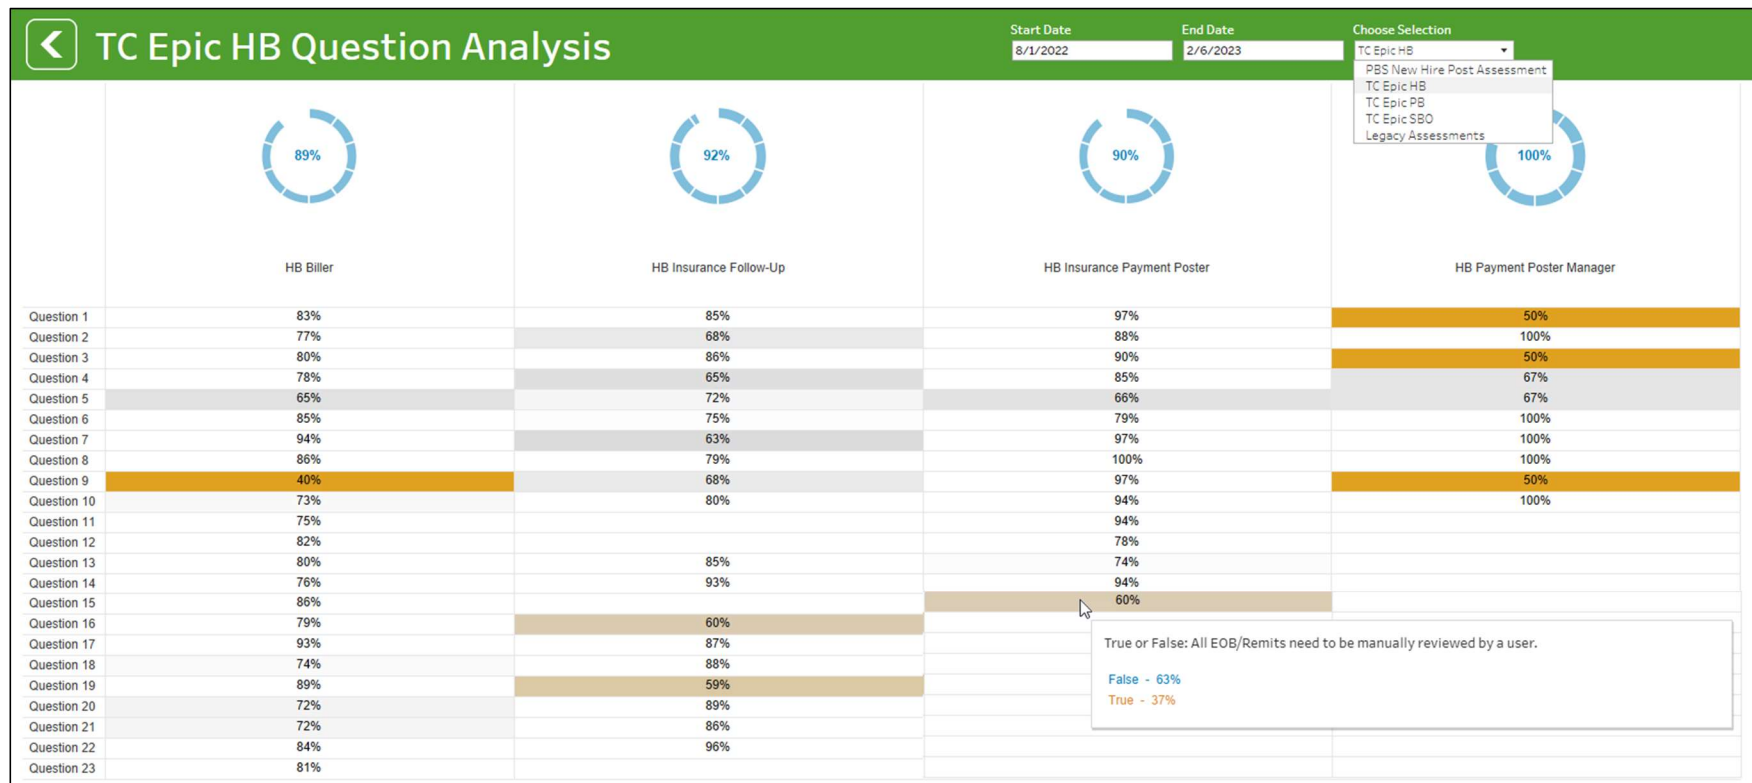 TC Epic HB Question Analysis
Start Date End Date Choose Selection
8/1/2022 2/6/2023 TC Epic HB
PBS New Hire Post Assessment
TC Epic HB
TC Epic PB
TC Epic SBO
Legacy Assessments
89% 92% 90% 100%
HB Biller HB Insurance Follow-Up HB Insurance Payment Poster HB Payment Poster Manager
Question 1 83% 85% 97% 50%
Question 2 77% 68% 88% 100%
Question 3 80% 86% 90% 50%
Question 4 78% 65% 85% 67%
Question 5 65% 72% 66% 67%
Question 6 85% 75% 79% 100%
Question 7 94% 63% 97% 100%
Question 8 86% 79% 100% 100%
Question 9 40% 68% 97% 50%
Question 10 73% 80% 94% 100%
Question 11 75% 94%
Question 12 82% 78%
Question 13 80% 85% 74%
Question 14 76% 93% 94%
Question 15 86% 60%
Question 16 79% 60%
Question 17 93% 87%
Question 18 74% 88%
Question 19 89% 59%
Question 20 72% 89%
Question 21 72% 86%
Question 22 84% 96%
Question 23 81%
True or False: All EOB/Remits need to be manually reviewed by a user.
False - 63%
True - 37%